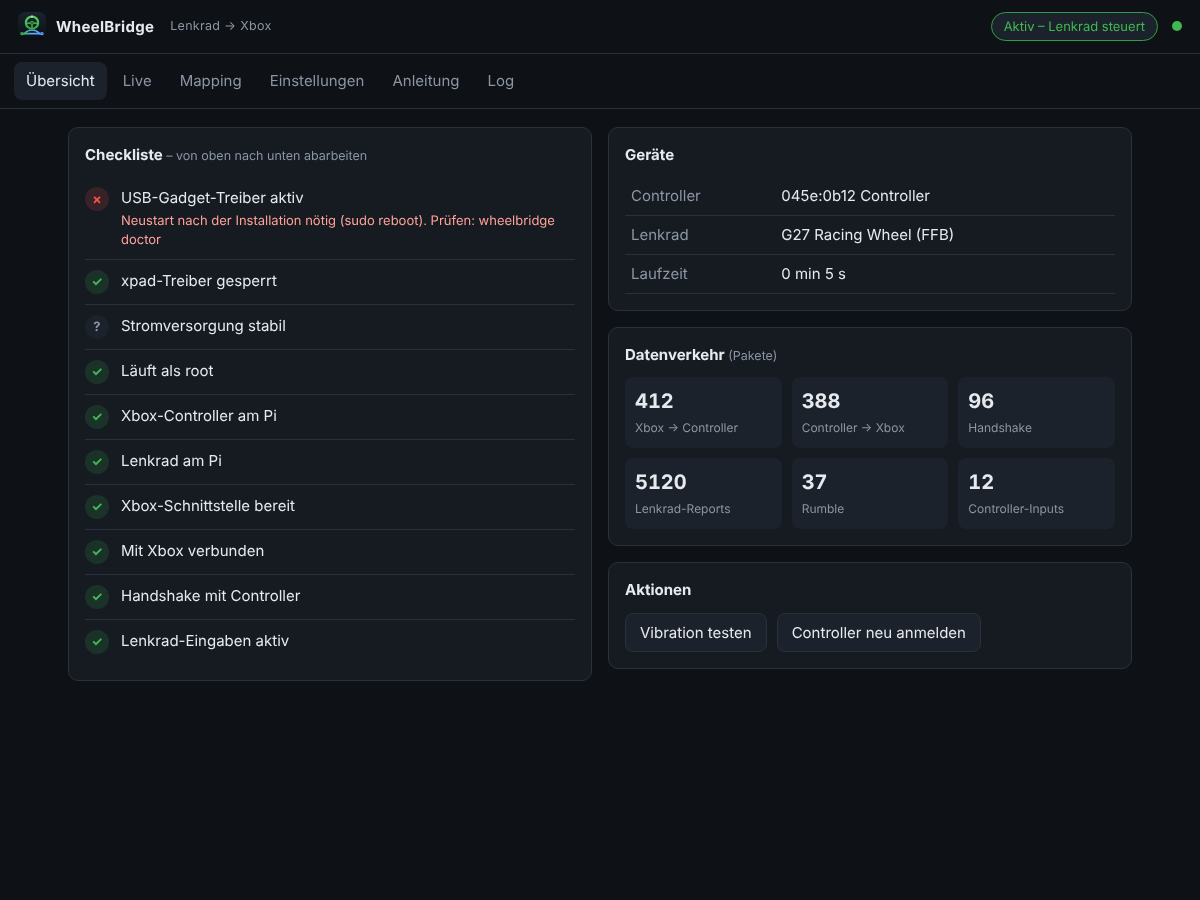 WheelBridge
Lenkrad → Xbox
Aktiv – Lenkrad steuert
Übersicht
Live
Mapping
Einstellungen
Anleitung
Log
Checkliste – von oben nach unten abarbeiten
USB-Gadget-Treiber aktiv
Neustart nach der Installation nötig (sudo reboot). Prüfen: wheelbridge
doctor
xpad-Treiber gesperrt
?
Stromversorgung stabil
Läuft als root
Xbox-Controller am Pi
Lenkrad am Pi
Xbox-Schnittstelle bereit
Mit Xbox verbunden
Handshake mit Controller
Lenkrad-Eingaben aktiv
Geräte
Controller 045e:0b12 Controller
Lenkrad G27 Racing Wheel (FFB)
Laufzeit 0 min 5 s
Datenverkehr (Pakete)
412
Xbox → Controller
388
Controller → Xbox
96
Handshake
5120
Lenkrad-Reports
37
Rumble
12
Controller-Inputs
Aktionen
Vibration testen
Controller neu anmelden